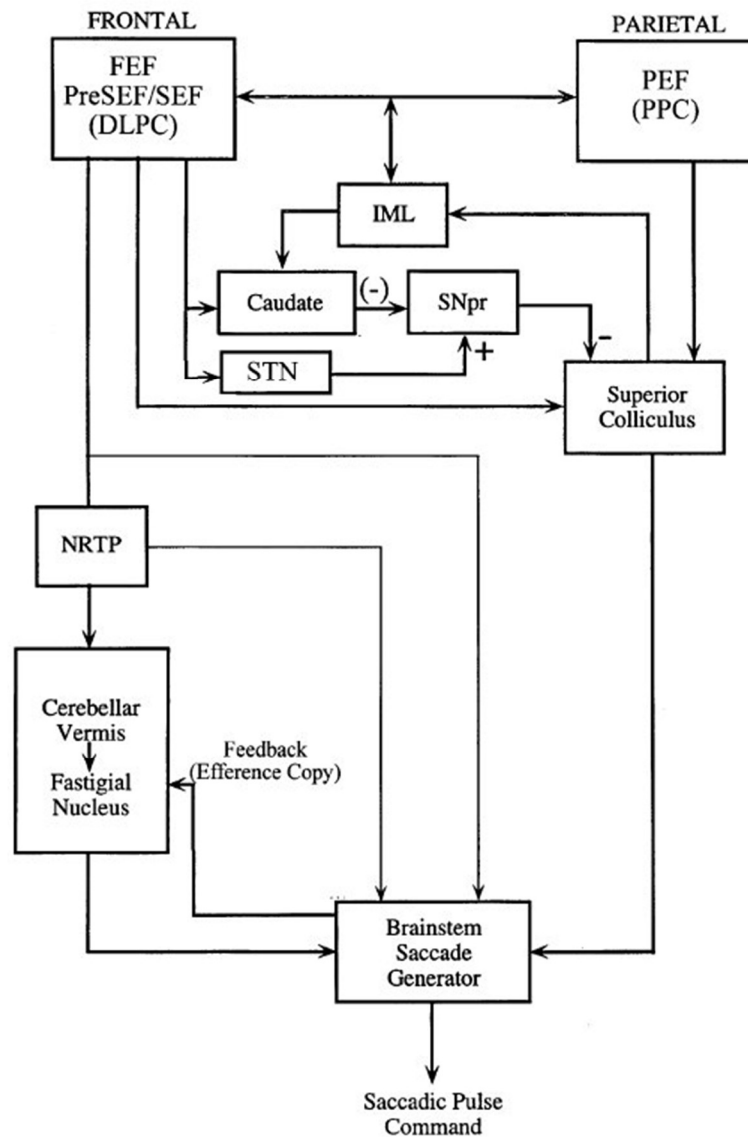 FRONTAL
PARIETAL
FEF
PreSEF/SEF
(DLPC)
PEF
(PPC)
IML
Caudate
(-)
SNpr
-
+
STN
Superior
Colliculus
NRTP
Cerebellar
Vermis
Fastigial
Nucleus
Feedback
(Efference Copy)
Brainstem
Saccade
Generator
Saccadic Pulse
Command